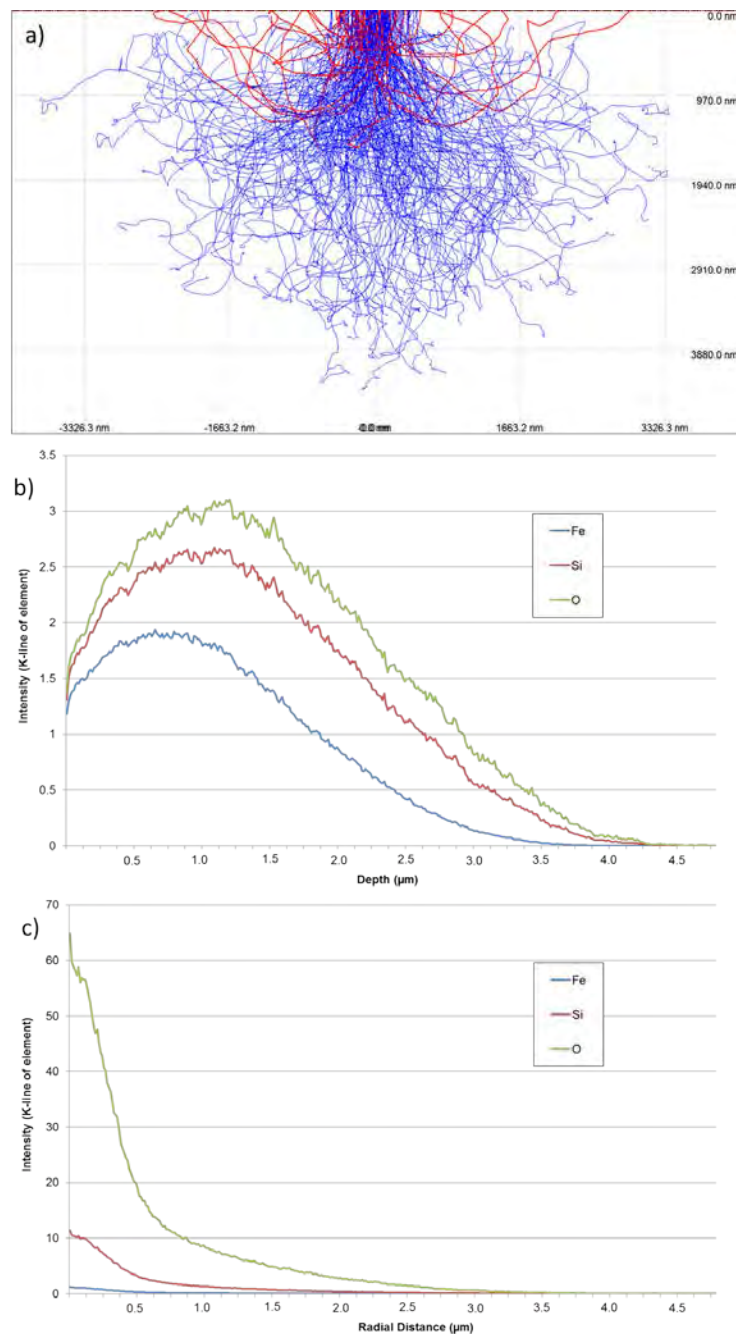 a)
0.0 nm
970.0 nm
1940.0 nm
2910.0 nm
3880.0 nm
-3326.3 nm -1663.2 nm 1663.2 nm 3326.3 nm
b)
3.5
3
2.5
2
1.5
1
0.5
0
Intensity (K-line of element)
Fe
Si
O
0.5 1.0 1.5 2.0 2.5 3.0 3.5 4.0 4.5
Depth (µm)
c)
70
60
50
40
30
20
10
0
Intensity (K-line of element)
Fe
Si
O
0.5 1.0 1.5 2.0 2.5 3.0 3.5 4.0 4.5
Radial Distance (µm)